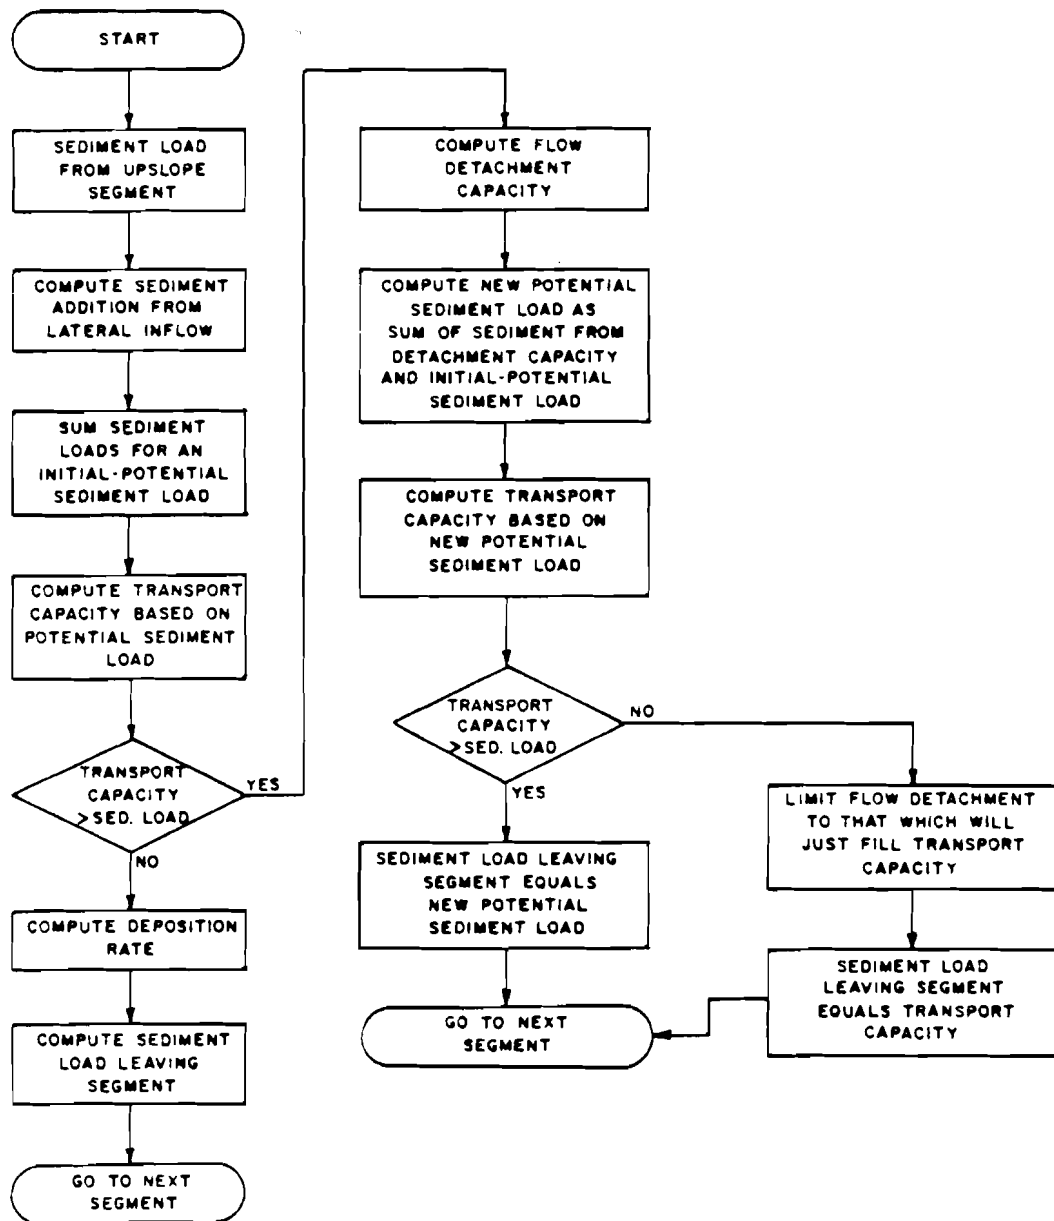 START
SEDIMENT LOAD
FROM UPSLOPE
SEGMENT
COMPUTE SEDIMENT
ADDITION FROM
LATERAL INFLOW
SUM SEDIMENT
LOADS FOR AN
INITIAL-POTENTIAL
SEDIMENT LOAD
COMPUTE TRANSPORT
CAPACITY BASED ON
POTENTIAL SEDIMENT
LOAD
TRANSPORT
CAPACITY
> SED. LOAD
YES
NO
COMPUTE DEPOSITION
RATE
COMPUTE SEDIMENT
LOAD LEAVING
SEGMENT
GO TO NEXT
SEGMENT
COMPUTE FLOW
DETACHMENT
CAPACITY
COMPUTE NEW POTENTIAL
SEDIMENT LOAD AS
SUM OF SEDIMENT FROM
DETACHMENT CAPACITY
AND INITIAL-POTENTIAL
SEDIMENT LOAD
COMPUTE TRANSPORT
CAPACITY BASED ON
NEW POTENTIAL
SEDIMENT LOAD
TRANSPORT
CAPACITY
> SED. LOAD
NO
YES
SEDIMENT LOAD LEAVING
SEGMENT EQUALS
NEW POTENTIAL
SEDIMENT LOAD
GO TO NEXT
SEGMENT
LIMIT FLOW DETACHMENT
TO THAT WHICH WILL
JUST FILL TRANSPORT
CAPACITY
SEDIMENT LOAD
LEAVING SEGMENT
EQUALS TRANSPORT
CAPACITY